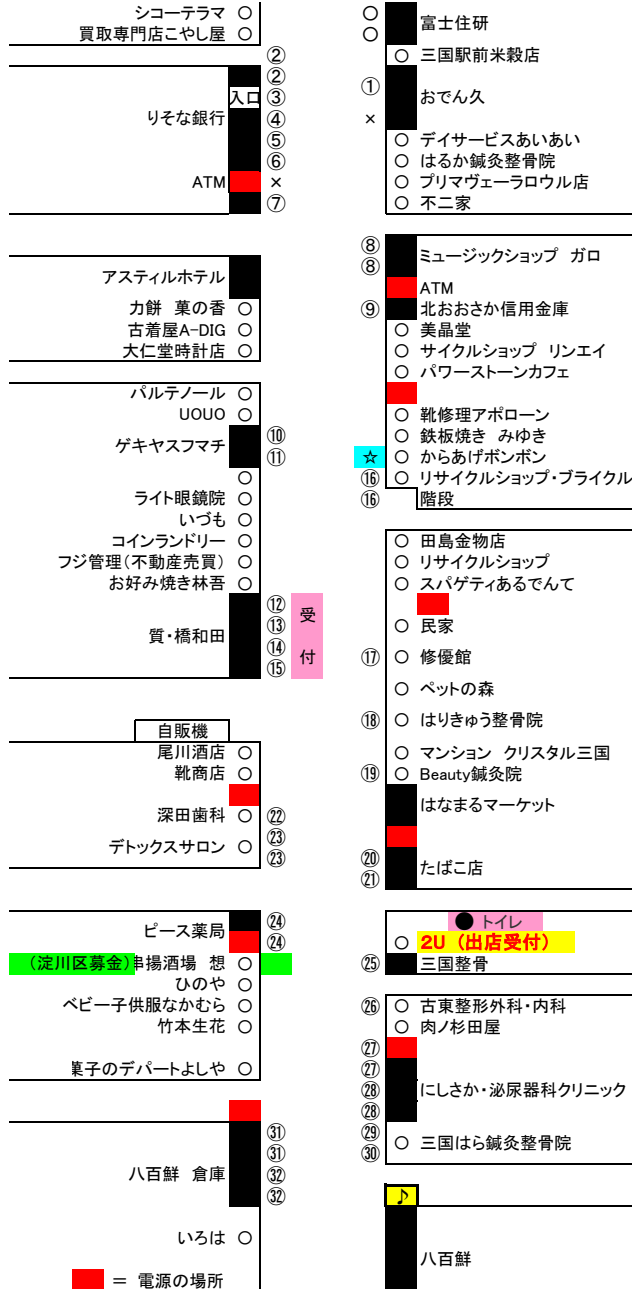 シコーテラマ ○
買取専門店こやし屋 ○
②
②
入口 ③
りそな銀行 ④
⑤
⑥
ATM ×
⑦
アスティルホテル
力餅 菓の香 ○
古着屋A-DIG ○
大仁堂時計店 ○
パルテノール ○
UOUO ○
⑩
ゲキヤスフマチ
⑪
○
ライト眼鏡院 ○
いづも ○
コインランドリー ○
フジ管理(不動産売買) ○
お好み焼き林吾 ○
⑫
受
⑬
質・橋和田
⑭
付
⑮
自販機
尾川酒店 ○
靴商店 ○
深田歯科 ○ ㉒
㉓
デトックスサロン ○
㉓
㉔
ピース薬局
㉔
(淀川区募金)串揚酒場 想 ○
ひのや ○
ベビー子供服なかむら ○
竹本生花 ○
菓子のデパートよしや ○
㉛
㉛
八百鮮 倉庫 ㉜
㉜
いろは ○
= 電源の場所
○
富士住研
○
○ 三国駅前米穀店
①
おでん久
×
○ デイサービスあいあい
○ はるか鍼灸整骨院
○ プリマヴェーラロウル店
○ 不二家
⑧
ミュージックショップ ガロ
⑧
ATM
⑨ 北おおさか信用金庫
○ 美晶堂
○ サイクルショップ リンエイ
○ パワーストーンカフェ
○ 靴修理アポローン
○ 鉄板焼き みゆき
☆ ○ からあげボンボン
⑯ ○ リサイクルショップ・ブライクル
⑯ 階段
○ 田島金物店
○ リサイクルショップ
○ スパゲティあるでんて
○ 民家
⑰ ○ 修優館
○ ペットの森
⑱ ○ はりきゅう整骨院
○ マンション クリスタル三国
⑲ ○ Beauty鍼灸院
はなまるマーケット
⑳
たばこ店
㉑
● トイレ
○ 2U (出店受付)
㉕ 三国整骨
㉖ ○ 古東整形外科・内科
○ 肉ノ杉田屋
㉗
㉗
㉘ にしさか・泌尿器科クリニック
㉘
㉙
○ 三国はら鍼灸整骨院
㉚
♪
八百鮮